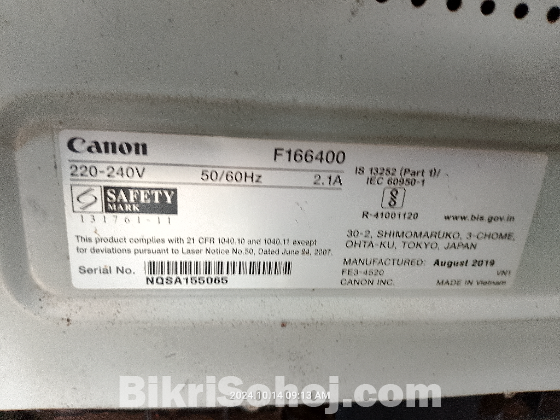 Canon F166400
220-240V 50/60Hz 2.1A
IS 13252 (Part 1)/
IEC 60950-1
SAFETY
MARK
131761-11
R-41001120 www.bis.gov.in
This product complies with 21 CFR 1040.10 and 1040.11 except
for deviations pursuant to Laser Notice No.50, Dated June 24, 2007.
30-2, SHIMOMARUKO, 3-CHOME,
OHTA-KU, TOKYO, JAPAN
MANUFACTURED: August 2019
Serial No. NQSA155065
FE3-4520 VN1
CANON INC. MADE IN Vietnam
2024.10.14 09:13 AM
BikriSohoj.com